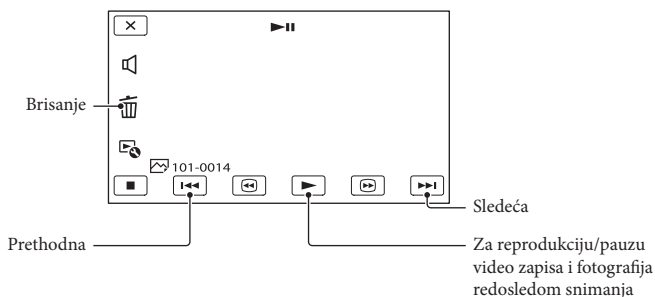 Brisanje
101-0014
Sledeća
Prethodna
Za reprodukciju/pauzu
video zapisa i fotografija
redosledom snimanja